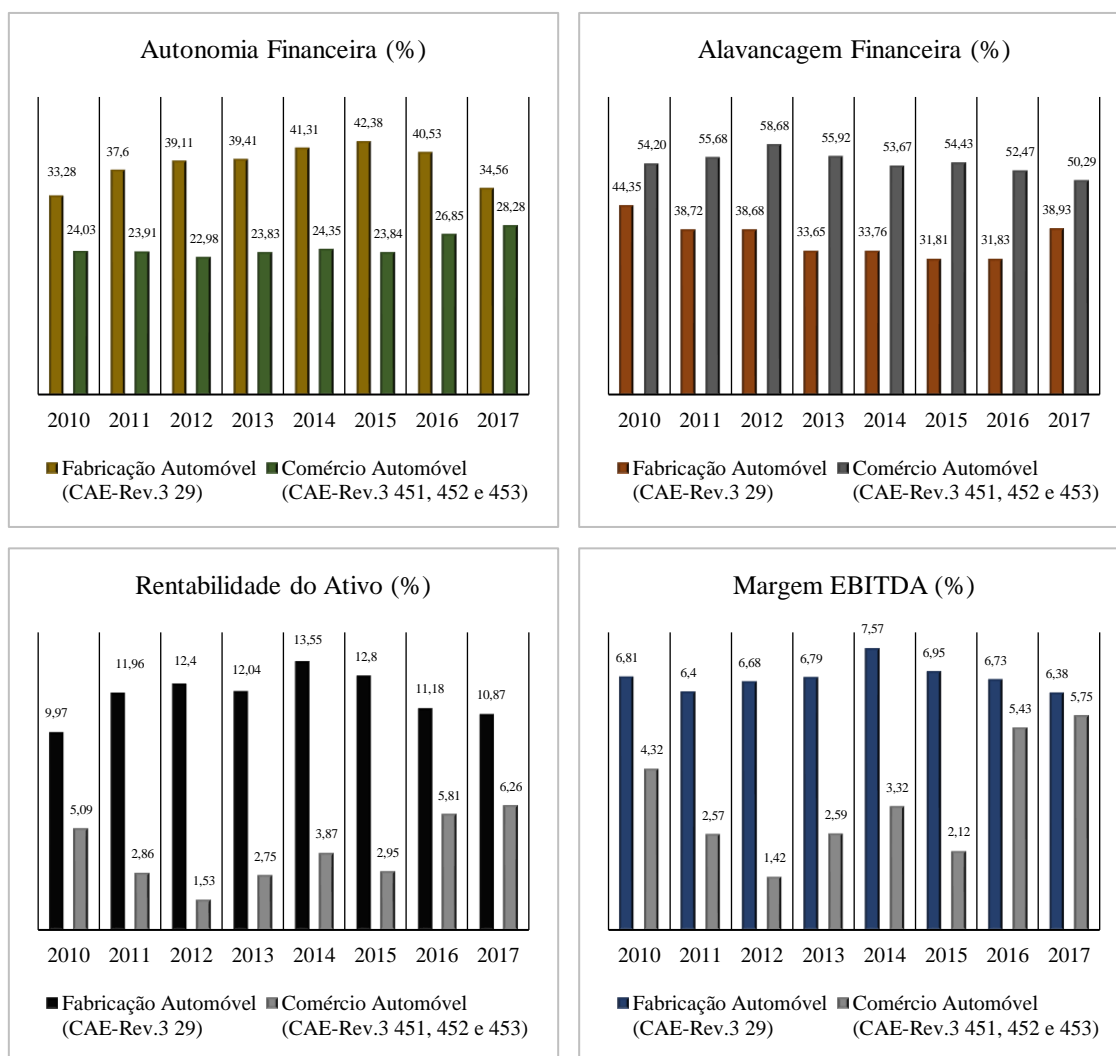 Autonomia Financeira (%)
33,28 37,6 39,11 39,41 41,31 42,38 40,53 34,56
24,03 23,91 22,98 23,83 24,35 23,84 26,85 28,28
2010 2011 2012 2013 2014 2015 2016 2017
Fabricação Automóvel (CAE-Rev.3 29)
Comércio Automóvel (CAE-Rev.3 451, 452 e 453)
Alavancagem Financeira (%)
44,35 38,72 38,68 33,65 33,76 31,81 31,83 38,93
54,20 55,68 58,68 55,92 53,67 54,43 52,47 50,29
2010 2011 2012 2013 2014 2015 2016 2017
Fabricação Automóvel (CAE-Rev.3 29)
Comércio Automóvel (CAE-Rev.3 451, 452 e 453)
Rentabilidade do Ativo (%)
9,97 11,96 12,4 12,04 13,55 12,8 11,18 10,87
5,09 2,86 1,53 2,75 3,87 2,95 5,81 6,26
2010 2011 2012 2013 2014 2015 2016 2017
Fabricação Automóvel (CAE-Rev.3 29)
Comércio Automóvel (CAE-Rev.3 451, 452 e 453)
Margem EBITDA (%)
6,81 6,4 6,68 6,79 7,57 6,95 6,73 6,38
4,32 2,57 1,42 2,59 3,32 2,12 5,43 5,75
2010 2011 2012 2013 2014 2015 2016 2017
Fabricação Automóvel (CAE-Rev.3 29)
Comércio Automóvel (CAE-Rev.3 451, 452 e 453)